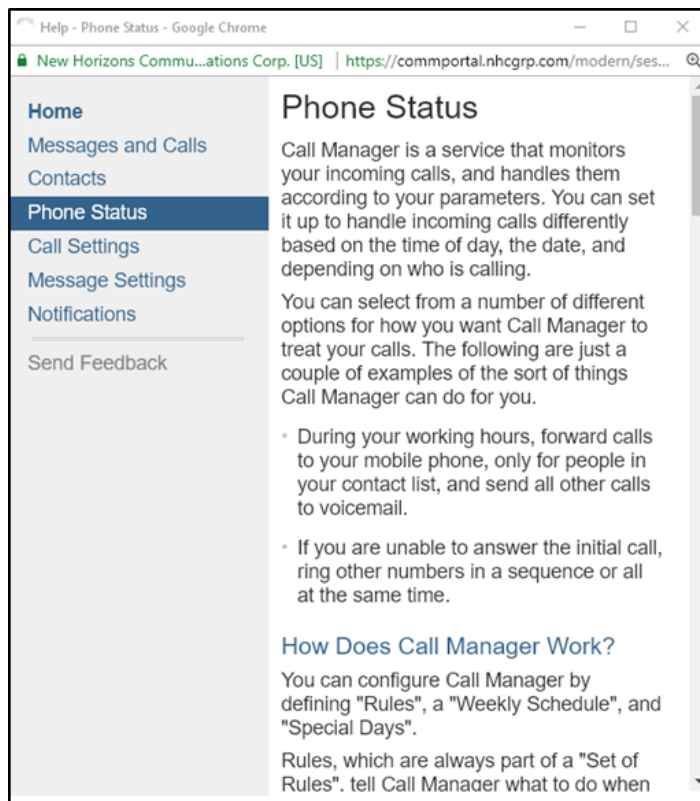 Help - Phone Status - Google Chrome
New Horizons Commu...ations Corp. [US] | https://commportal.nhcgrp.com/modern/ses...
Home
Messages and Calls
Contacts
Phone Status
Call Settings
Message Settings
Notifications
Send Feedback
Phone Status
Call Manager is a service that monitors
your incoming calls, and handles them
according to your parameters. You can set
it up to handle incoming calls differently
based on the time of day, the date, and
depending on who is calling.
You can select from a number of different
options for how you want Call Manager to
treat your calls. The following are just a
couple of examples of the sort of things
Call Manager can do for you.
• During your working hours, forward calls
to your mobile phone, only for people in
your contact list, and send all other calls
to voicemail.
• If you are unable to answer the initial call,
ring other numbers in a sequence or all
at the same time.
How Does Call Manager Work?
You can configure Call Manager by
defining "Rules", a "Weekly Schedule", and
"Special Days".
Rules, which are always part of a "Set of
Rules", tell Call Manager what to do when